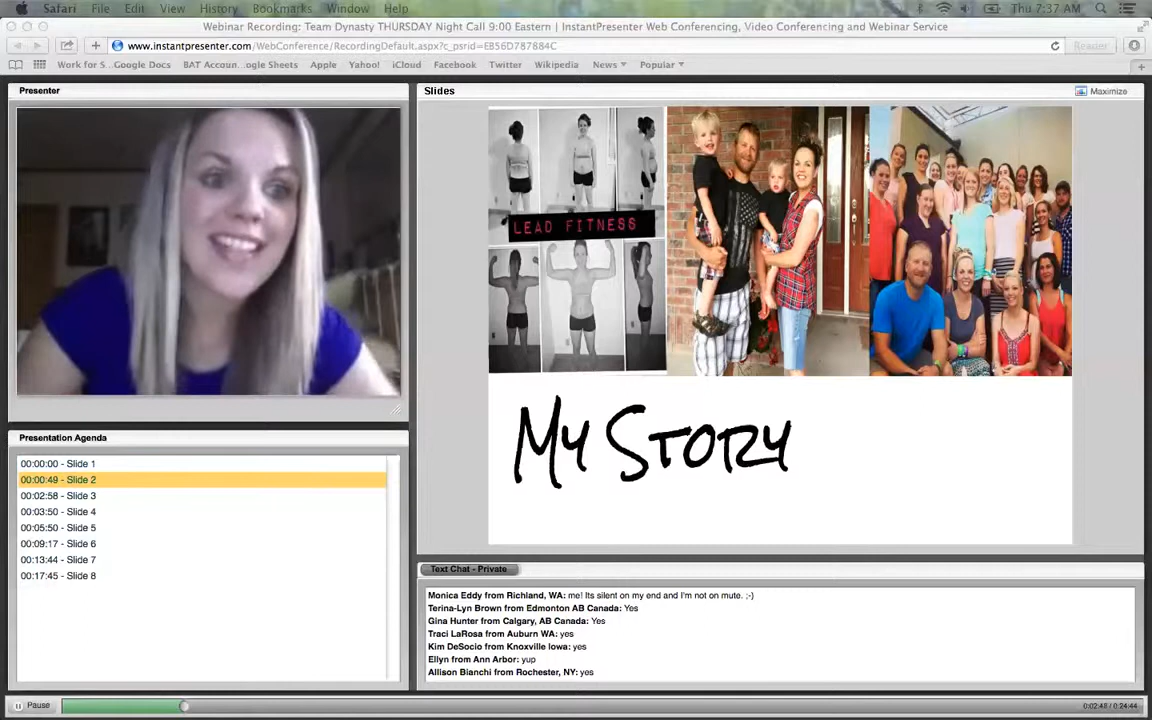 Safari File Edit View History Bookmarks Window Help
Thu 7:37 AM
Webinar Recording: Team Dynasty THURSDAY Night Call 9:00 Eastern | InstantPresenter Web Conferencing, Video Conferencing and Webinar Service
www.instantpresenter.com/WebConference/RecordingDefault.aspx?c_psrid=EB56D787884C
Reader
Work for S...Google Docs BAT Accoun...ogle Sheets Apple Yahoo! iCloud Facebook Twitter Wikipedia News Popular
Presenter
Slides
Maximize
LEAD FITNESS
My Story
Presentation Agenda
00:00:00 - Slide 1
00:00:49 - Slide 2
00:02:58 - Slide 3
00:03:50 - Slide 4
00:05:50 - Slide 5
00:09:17 - Slide 6
00:13:44 - Slide 7
00:17:45 - Slide 8
Text Chat - Private
Monica Eddy from Richland, WA: me! Its silent on my end and I'm not on mute. ;-)
Terina-Lyn Brown from Edmonton AB Canada: Yes
Gina Hunter from Calgary, AB Canada: Yes
Traci LaRosa from Auburn WA: yes
Kim DeSocio from Knoxville Iowa: yes
Ellyn from Ann Arbor: yup
Allison Bianchi from Rochester, NY: yes
Pause
0:02:48 / 0:24:44